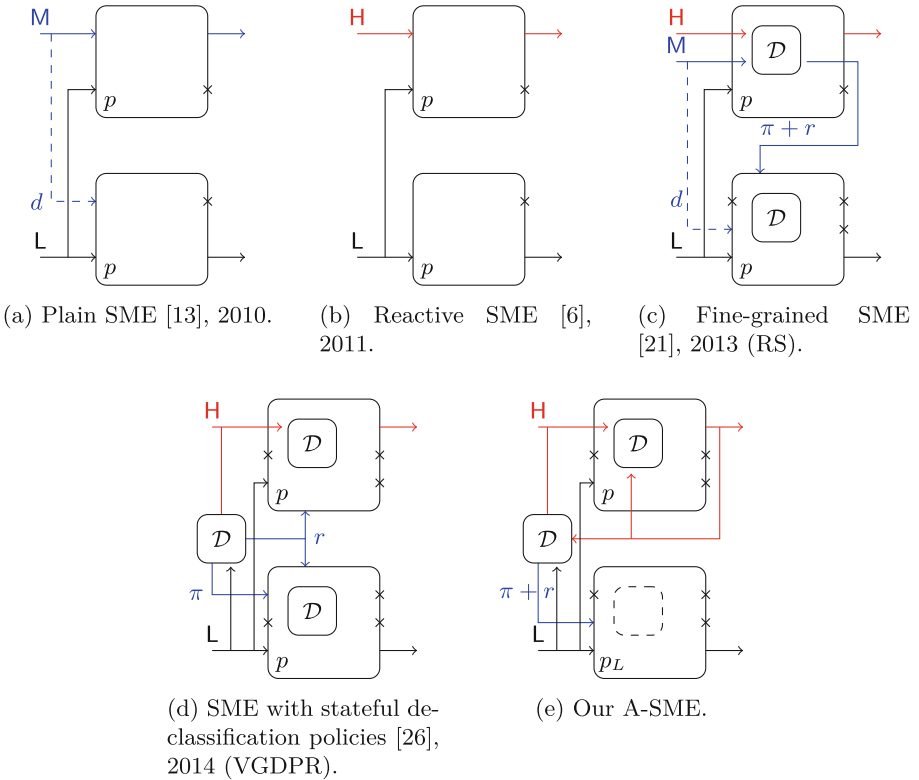 M
d
L
p
p
(a) Plain SME [13], 2010.
H
L
p
p
(b) Reactive SME [6],
2011.
H
M
𝒟
p
π + r
d
𝒟
L
p
(c) Fine-grained SME
[21], 2013 (RS).
H
𝒟
p
𝒟
r
π
𝒟
L
p
(d) SME with stateful de-
classification policies [26],
2014 (VGDPR).
H
𝒟
p
𝒟
π + r
L
p_L
(e) Our A-SME.